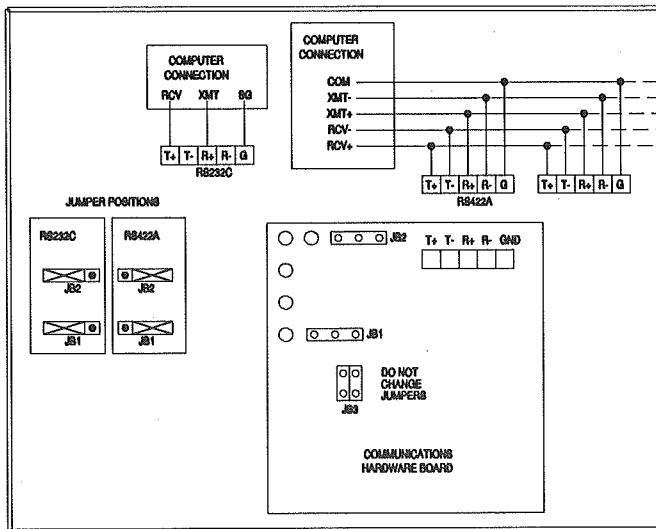 COMPUTER
CONNECTION
RCV XMT SG
T+ T- R+ R- G
RS232C
COMPUTER
CONNECTION
COM
XMT-
XMT+
RCV-
RCV+
T+ T- R+ R- G
RS422A
T+ T- R+ R- G
JUMPER POSITIONS
RS232C
JB2
JB1
RS422A
JB2
JB1
JB2
T+ T- R+ R- GND
JB1
JB3
DO NOT
CHANGE
JUMPERS
COMMUNICATIONS
HARDWARE BOARD